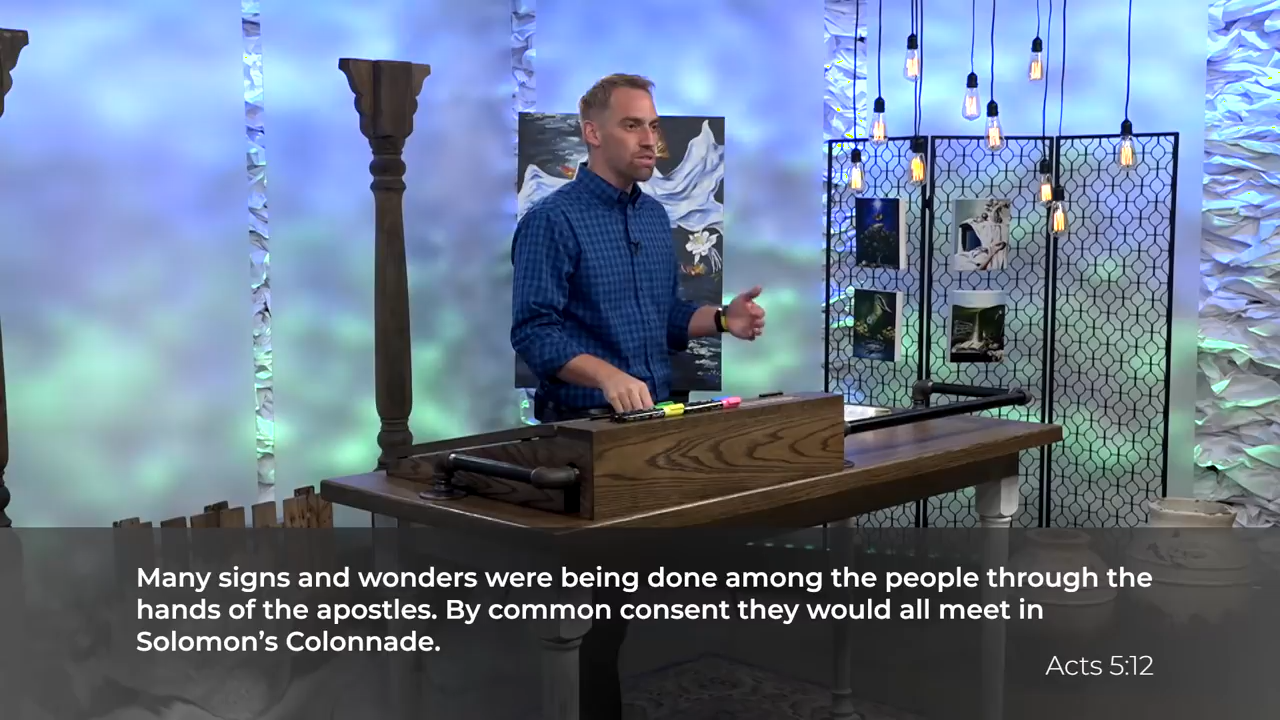 Many signs and wonders were being done among the people through the
hands of the apostles. By common consent they would all meet in
Solomon’s Colonnade.
Acts 5:12